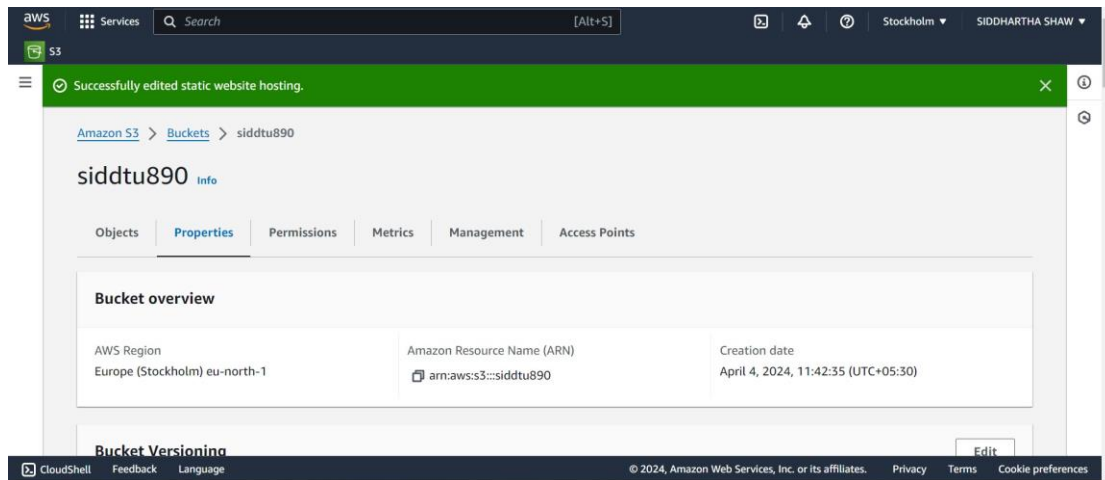 aws Services Search [Alt+S] Stockholm ▼ SIDDHARTHA SHAW ▼
S3
Successfully edited static website hosting.
Amazon S3 > Buckets > siddtu890
siddtu890 Info
Objects Properties Permissions Metrics Management Access Points
Bucket overview
AWS Region Amazon Resource Name (ARN) Creation date
Europe (Stockholm) eu-north-1 arn:aws:s3:::siddtu890 April 4, 2024, 11:42:35 (UTC+05:30)
Bucket Versioning Edit
CloudShell Feedback Language © 2024, Amazon Web Services, Inc. or its affiliates. Privacy Terms Cookie preferences